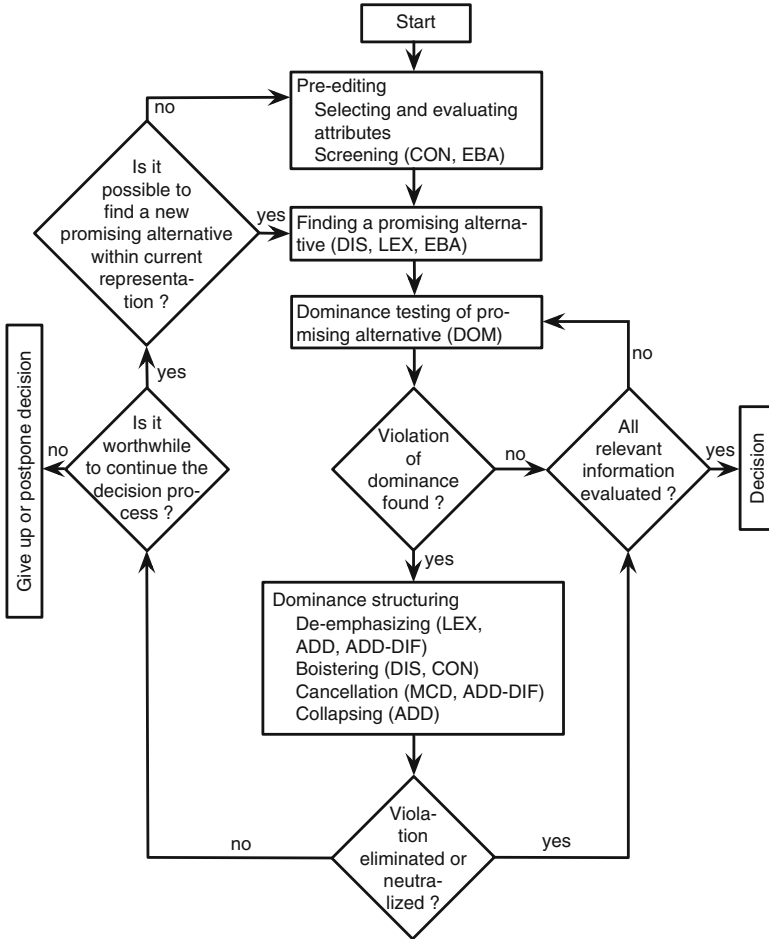 Start
Pre-editing
Selecting and evaluating
attributes
Screening (CON, EBA)
no
Is it
possible to
find a new
promising alternative
within current
representa-
tion ?
yes
Finding a promising alterna-
tive (DIS, LEX, EBA)
Dominance testing of pro-
mising alternative (DOM)
no
Give up or postpone decision
yes
no
Is it
worthwhile
to continue the
decision pro-
cess ?
Violation
of
dominance
found ?
no
All
relevant
information
evaluated ?
yes
Decision
yes
Dominance structuring
De-emphasizing (LEX,
ADD, ADD-DIF)
Boistering (DIS, CON)
Cancellation (MCD, ADD-DIF)
Collapsing (ADD)
no
Viola-
tion
eliminated or
neutra-
lized ?
yes